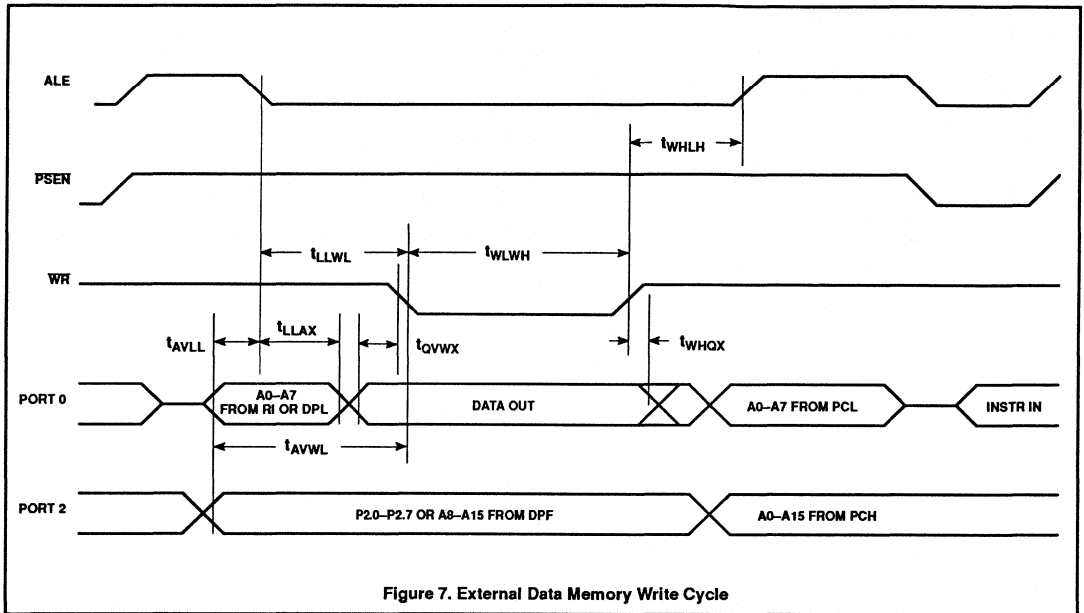 ALE
tWHLH
PSEN
tLLWL
tWLWH
WR
tAVLL
tLLAX
tQVWX
tWHQX
PORT 0
A0–A7
FROM RI OR DPL
DATA OUT
A0–A7 FROM PCL
INSTR IN
tAVWL
PORT 2
P2.0–P2.7 OR A8–A15 FROM DPF
A0–A15 FROM PCH
Figure 7. External Data Memory Write Cycle